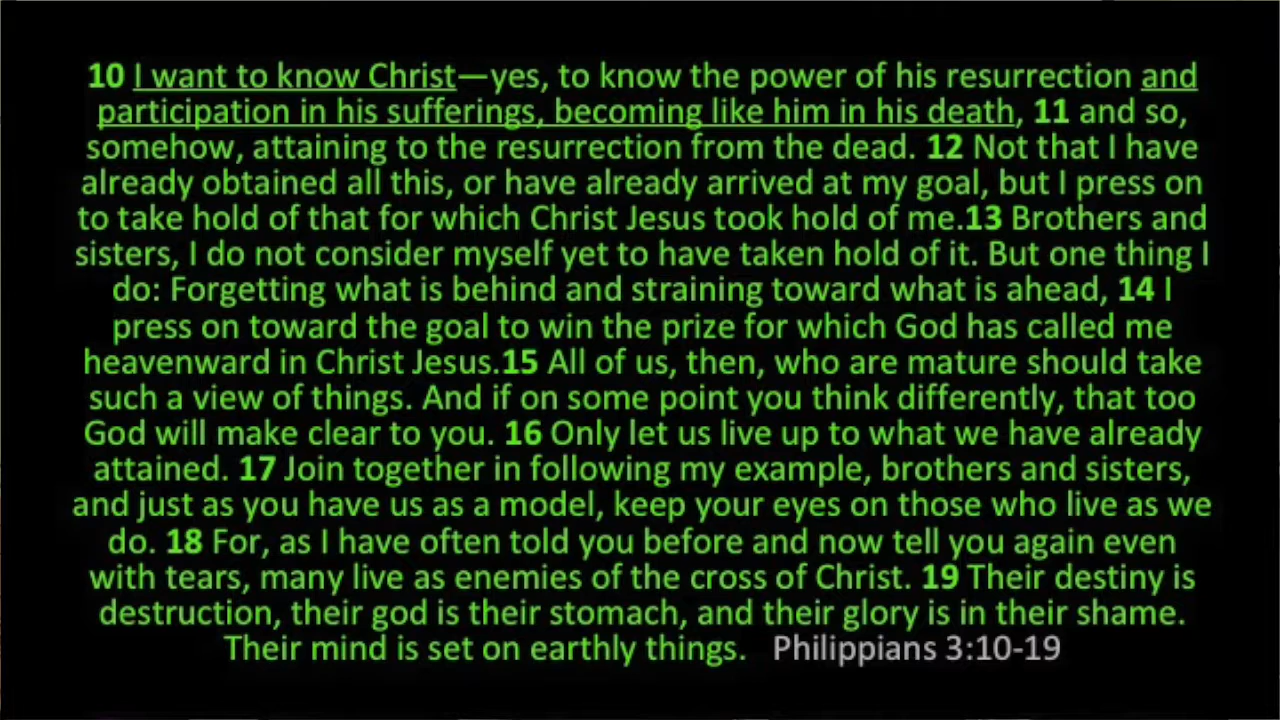 10 I want to know Christ—yes, to know the power of his resurrection and
participation in his sufferings, becoming like him in his death, 11 and so,
somehow, attaining to the resurrection from the dead. 12 Not that I have
already obtained all this, or have already arrived at my goal, but I press on
to take hold of that for which Christ Jesus took hold of me.13 Brothers and
sisters, I do not consider myself yet to have taken hold of it. But one thing I
do: Forgetting what is behind and straining toward what is ahead, 14 I
press on toward the goal to win the prize for which God has called me
heavenward in Christ Jesus.15 All of us, then, who are mature should take
such a view of things. And if on some point you think differently, that too
God will make clear to you. 16 Only let us live up to what we have already
attained. 17 Join together in following my example, brothers and sisters,
and just as you have us as a model, keep your eyes on those who live as we
do. 18 For, as I have often told you before and now tell you again even
with tears, many live as enemies of the cross of Christ. 19 Their destiny is
destruction, their god is their stomach, and their glory is in their shame.
Their mind is set on earthly things. Philippians 3:10-19